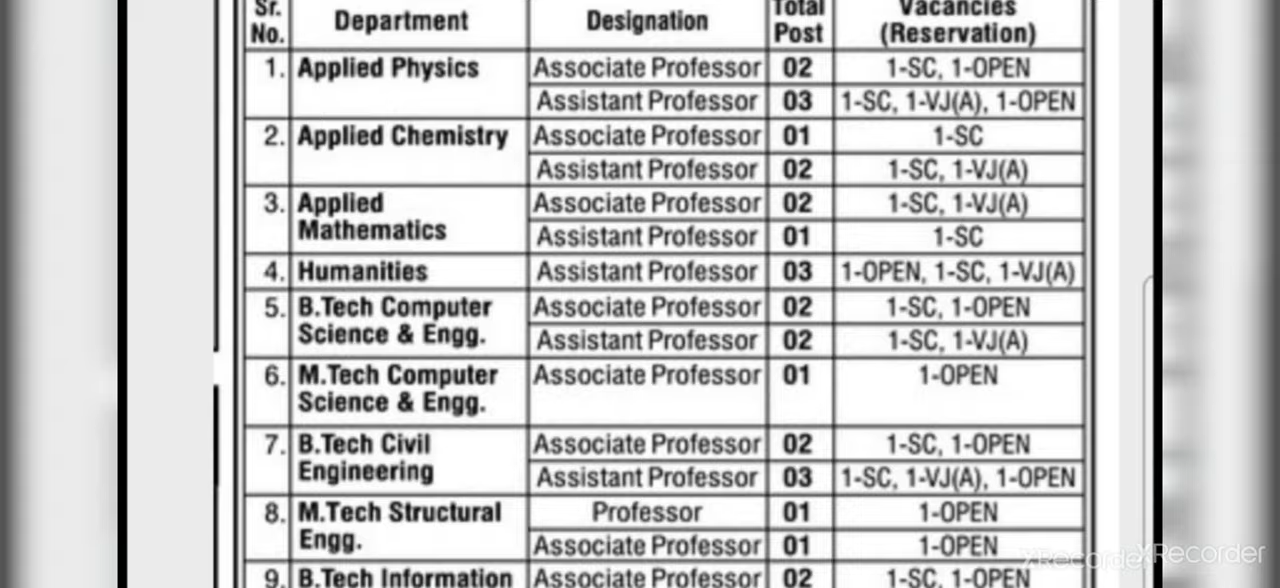 Sr. No. Department Designation Total Post Vacancies (Reservation)
1. Applied Physics Associate Professor 02 1-SC, 1-OPEN
Assistant Professor 03 1-SC, 1-VJ(A), 1-OPEN
2. Applied Chemistry Associate Professor 01 1-SC
Assistant Professor 02 1-SC, 1-VJ(A)
3. Applied Mathematics Associate Professor 02 1-SC, 1-VJ(A)
Assistant Professor 01 1-SC
4. Humanities Assistant Professor 03 1-OPEN, 1-SC, 1-VJ(A)
5. B.Tech Computer Science & Engg. Associate Professor 02 1-SC, 1-OPEN
Assistant Professor 02 1-SC, 1-VJ(A)
6. M.Tech Computer Science & Engg. Associate Professor 01 1-OPEN
7. B.Tech Civil Engineering Associate Professor 02 1-SC, 1-OPEN
Assistant Professor 03 1-SC, 1-VJ(A), 1-OPEN
8. M.Tech Structural Engg. Professor 01 1-OPEN
Associate Professor 01 1-OPEN
9. B.Tech Information Associate Professor 02 1-SC, 1-OPEN
XRecorder
XRecorder